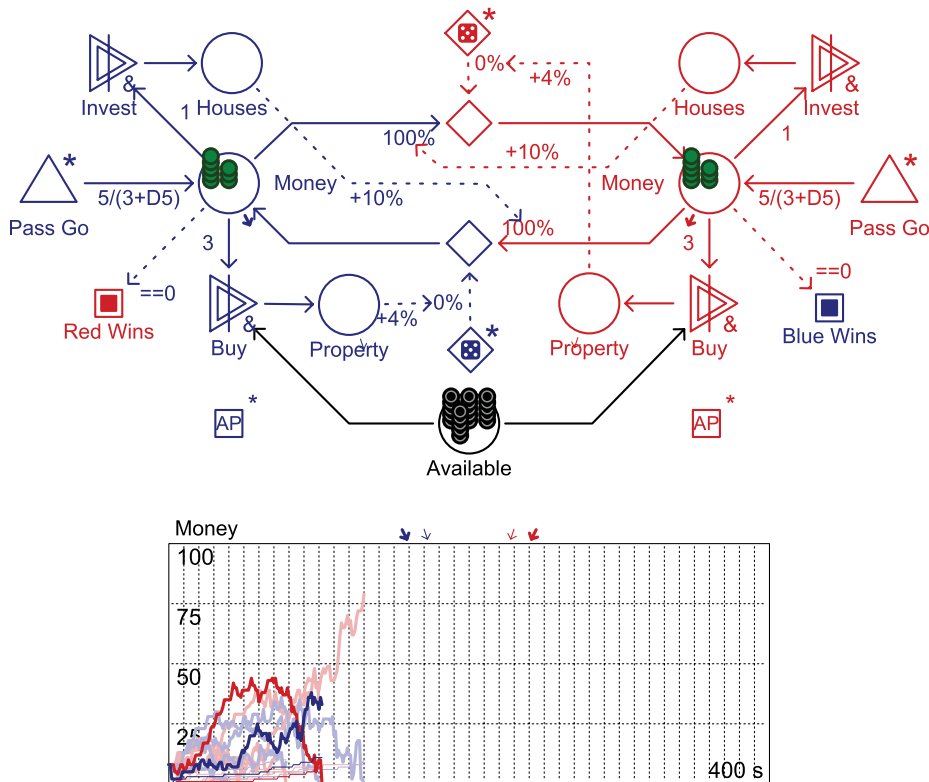 *
*
0%
+4%
&
&
Invest
1
Houses
Houses
1
Invest
100%
+10%
*
*
Money
Money
+10%
5/(3+D5)
5/(3+D5)
Pass Go
Pass Go
100%
3
3
==0
==0
0%
+4%
Red Wins
&
&
Blue Wins
*
Buy
Property
Property
Buy
*
*
AP
AP
Available
Money
100
75
50
25
400 s